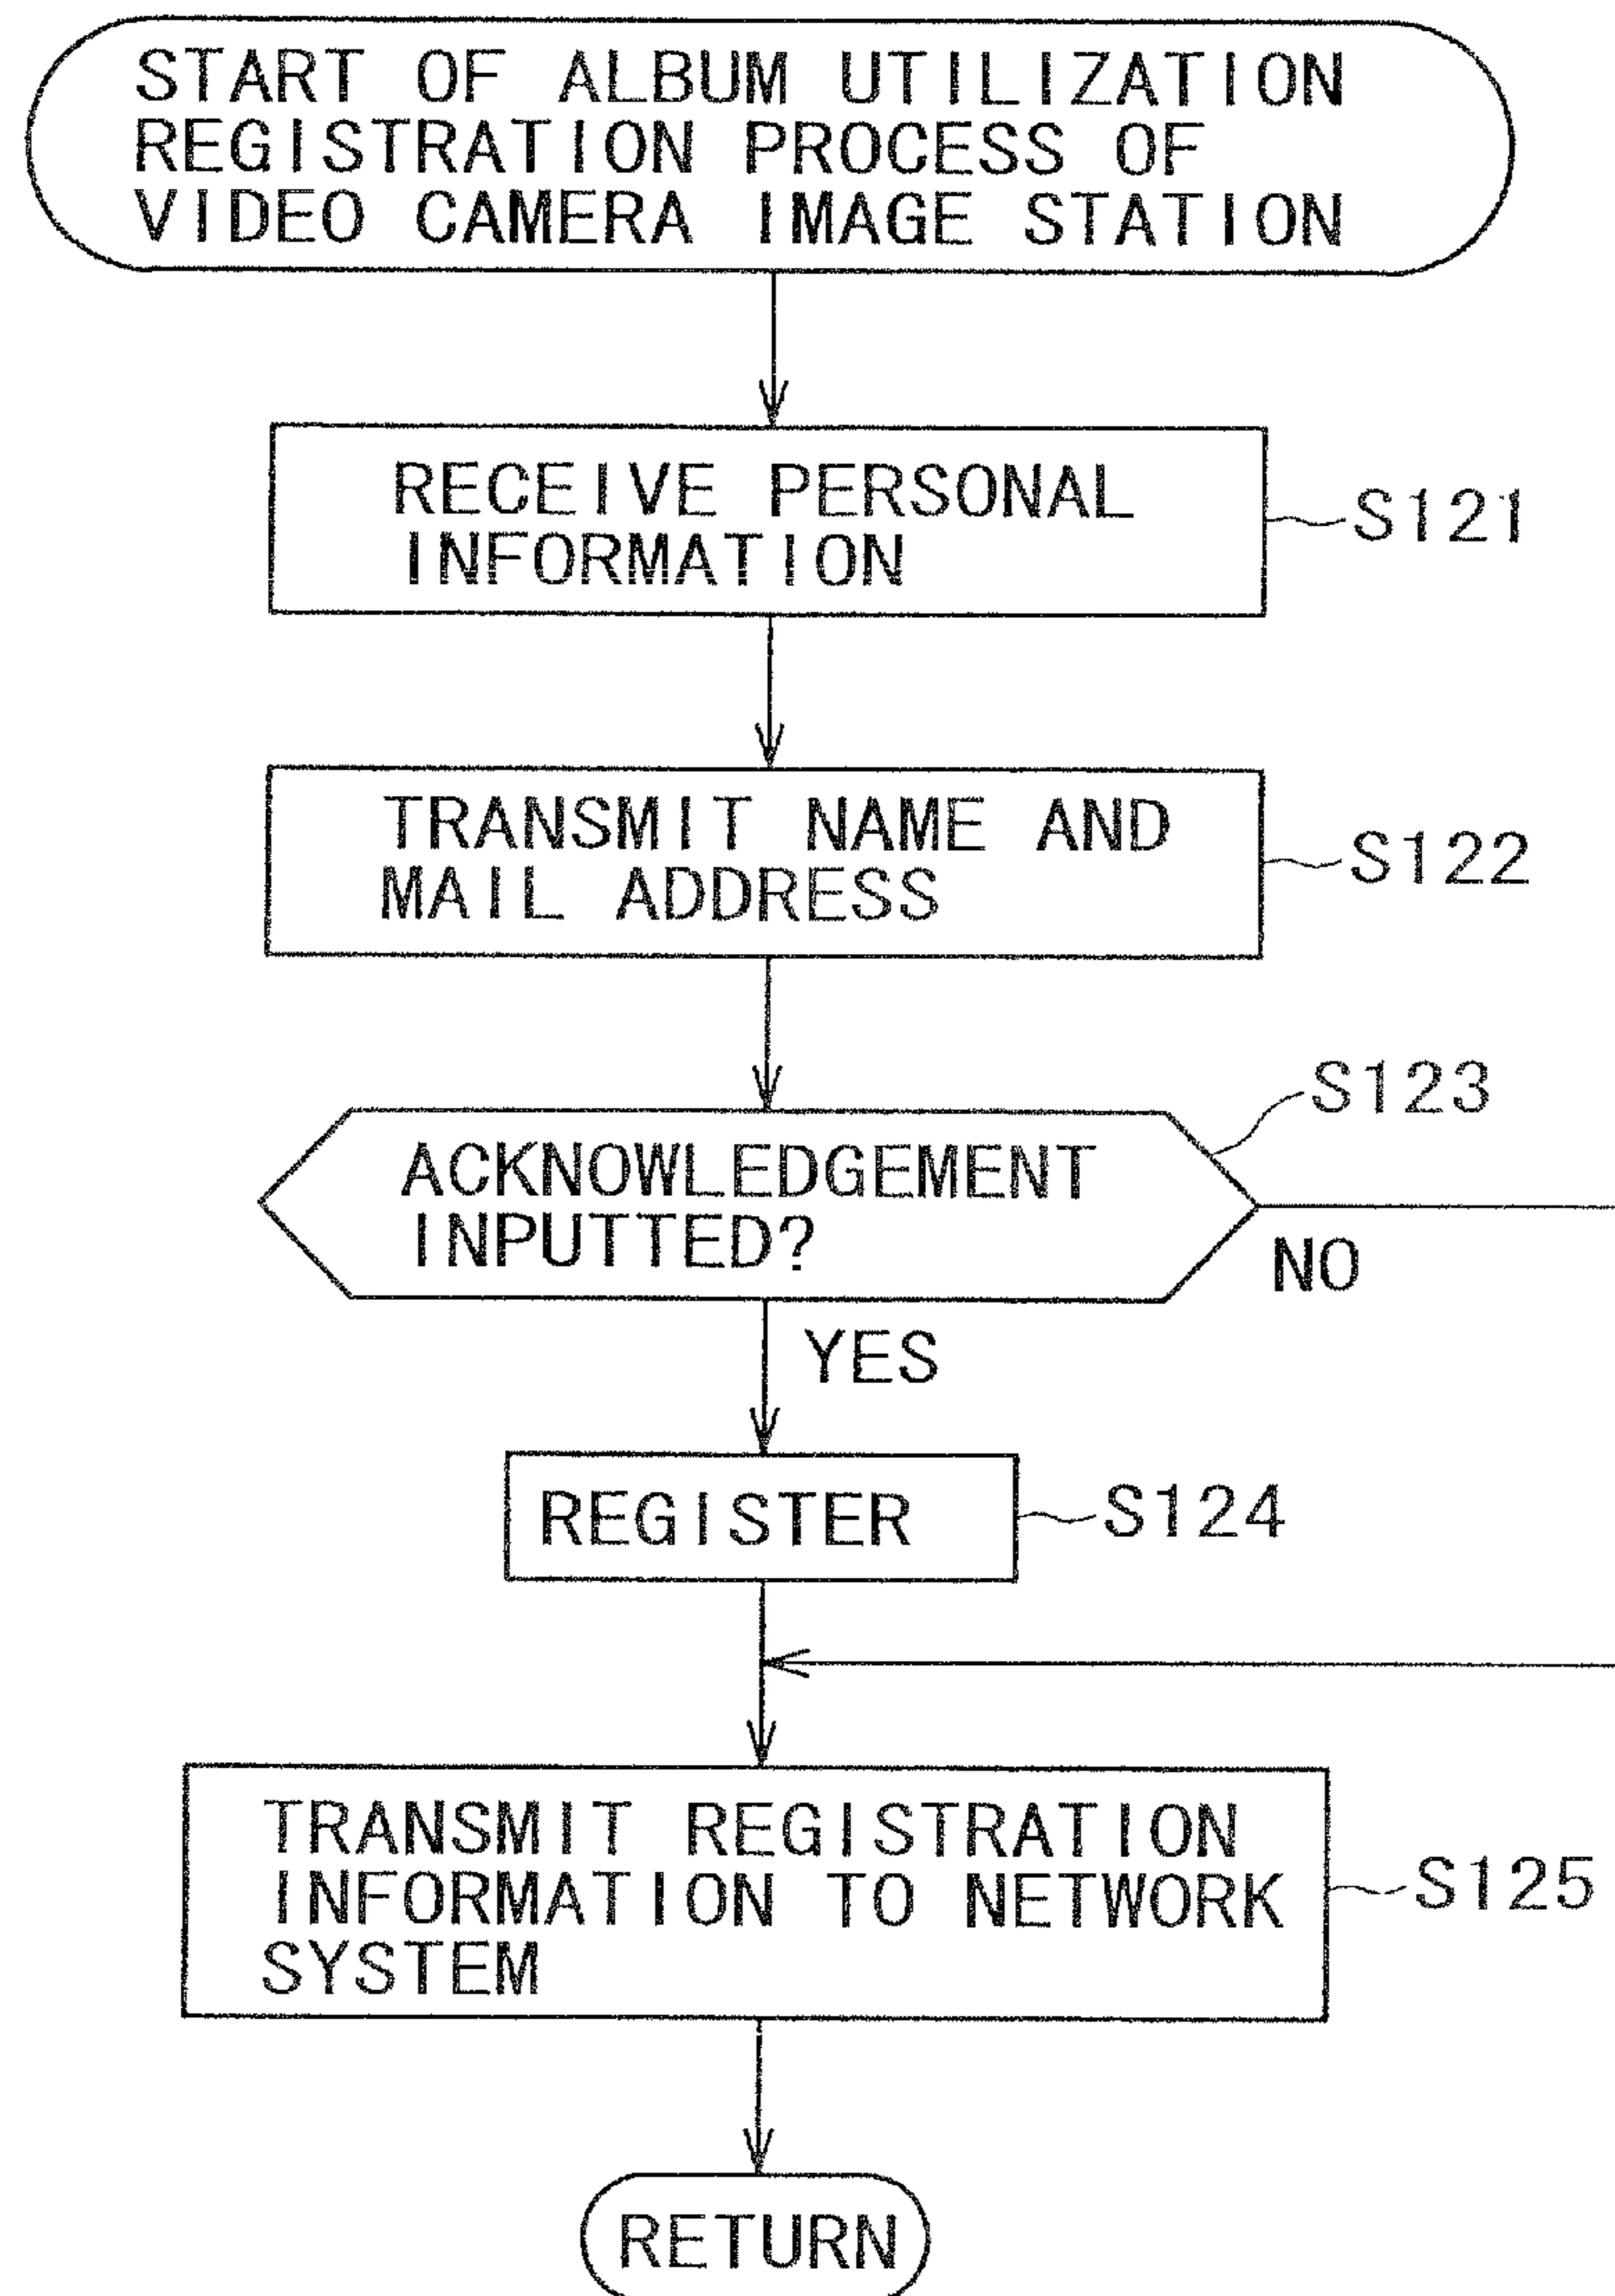 START OF ALBUM UTILIZATION
REGISTRATION PROCESS OF
VIDEO CAMERA IMAGE STATION
RECEIVE PERSONAL
INFORMATION
S121
TRANSMIT NAME AND
MAIL ADDRESS
S122
S123
ACKNOWLEDGEMENT
INPUTTED?
NO
YES
REGISTER
S124
TRANSMIT REGISTRATION
INFORMATION TO NETWORK
SYSTEM
S125
RETURN